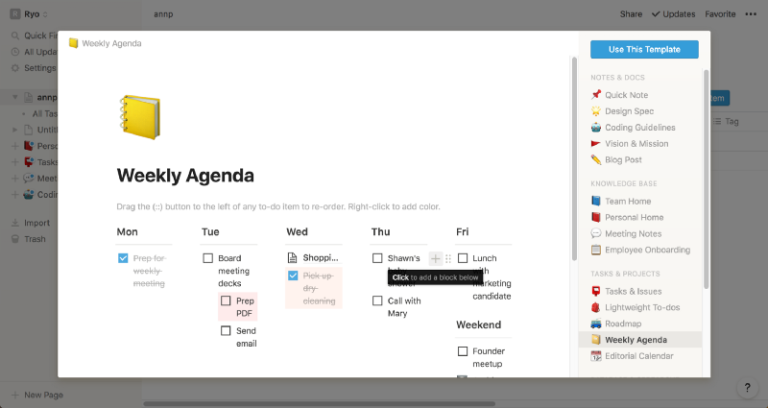 Ryo
annp
Share
Updates
Favorite
Quick Fi
All Upda
Settings
annp
All Tas
Untitl
Perso
Tasks
Meet
Codin
Import
Trash
New Page
Tag
Weekly Agenda
Weekly Agenda
Drag the (::) button to the left of any to-do item to re-order. Right-click to add color.
Mon
Prep for
weekly
meeting
Tue
Board
meeting
decks
Prep
PDF
Send
email
Wed
Shoppi...
Pick up
dry
cleaning
Thu
Shawn's
Click to add a block below
Call with
Mary
Fri
Lunch
with
marketing
candidate
Weekend
Founder
meetup
Use This Template
NOTES & DOCS
Quick Note
Design Spec
Coding Guidelines
Vision & Mission
Blog Post
KNOWLEDGE BASE
Team Home
Personal Home
Meeting Notes
Employee Onboarding
TASKS & PROJECTS
Tasks & Issues
Lightweight To-dos
Roadmap
Weekly Agenda
Editorial Calendar
?